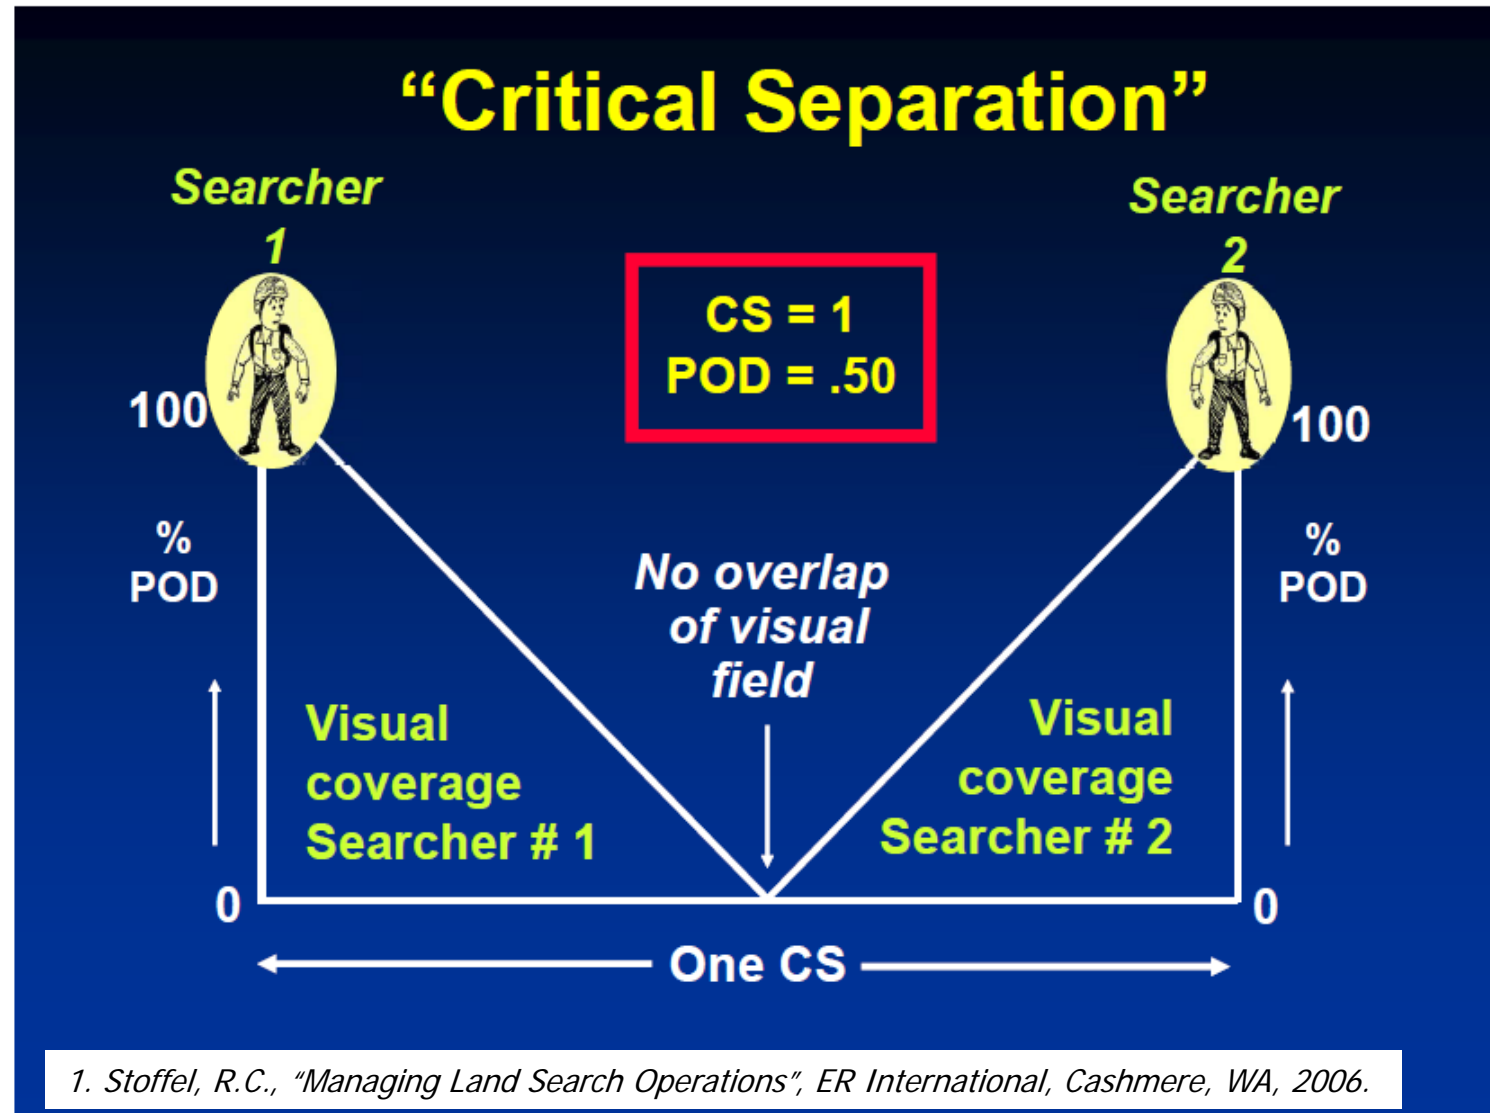 “Critical Separation”
Searcher
1
Searcher
2
CS = 1
POD = .50
100
100
%
POD
%
POD
No overlap
of visual
field
Visual
coverage
Searcher # 1
Visual
coverage
Searcher # 2
0
0
One CS
1. Stoffel, R.C., “Managing Land Search Operations”, ER International, Cashmere, WA, 2006.